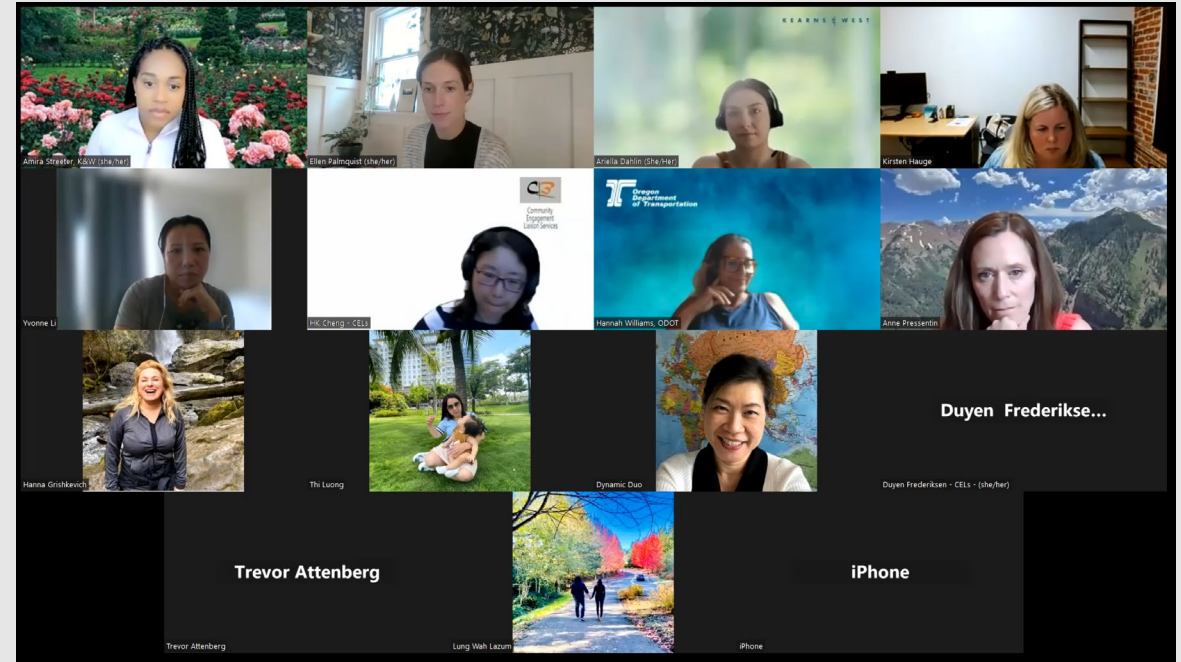 KEARNS & WEST
Amira Streeter, K&W (she/her)
Ellen Palmquist (she/her)
Ariella Dahlin (She/Her)
Kirsten Hauge
Community
Engagement
Liaison Services
Oregon
Department
of Transportation
Yvonne Li
HK Cheng - CELs
Hannah Williams, ODOT
Anne Pressentin
Duyen Frederikse...
Hanna Grishkevich
Thi Luong
Dynamic Duo
Duyen Frederiksen - CELs - (she/her)
Trevor Attenberg
iPhone
Trevor Attenberg
Lung Wah Lazum
iPhone